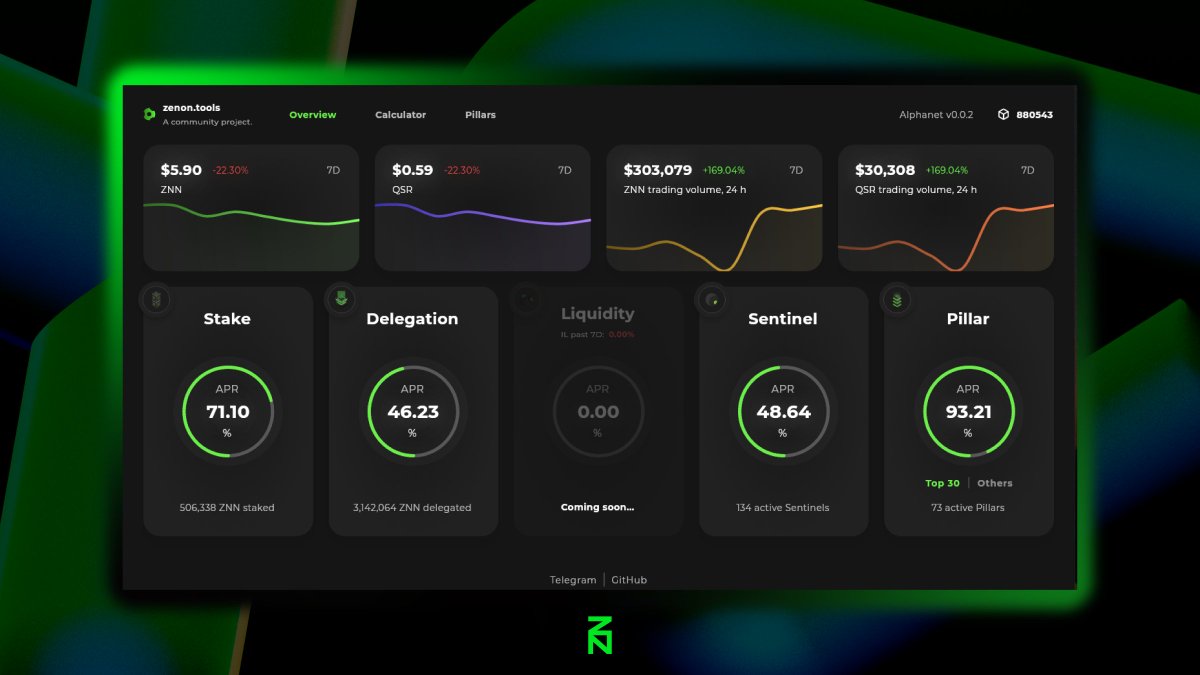 zenon.tools
A community project.
Overview Calculator Pillars
Alphanet v0.0.2 880543
$5.90 -22.30% 7D
ZNN
$0.59 -22.30% 7D
QSR
$303,079 +169.04% 7D
ZNN trading volume, 24 h
$30,308 +169.04% 7D
QSR trading volume, 24 h
Stake
APR
71.10
%
506,338 ZNN staked
Delegation
APR
46.23
%
3,142,064 ZNN delegated
Liquidity
IL past 7D: 0.00%
APR
0.00
%
Coming soon...
Sentinel
APR
48.64
%
134 active Sentinels
Pillar
APR
93.21
%
Top 30 | Others
73 active Pillars
Telegram | GitHub